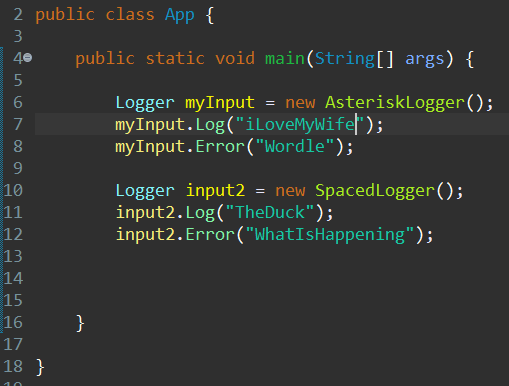 2 public class App {
3
4 public static void main(String[] args) {
5
6 Logger myInput = new AsteriskLogger();
7 myInput.Log("iLoveMyWife");
8 myInput.Error("Wordle");
9
10 Logger input2 = new SpacedLogger();
11 input2.Log("TheDuck");
12 input2.Error("WhatIsHappening");
13
14
15
16 }
17
18 }